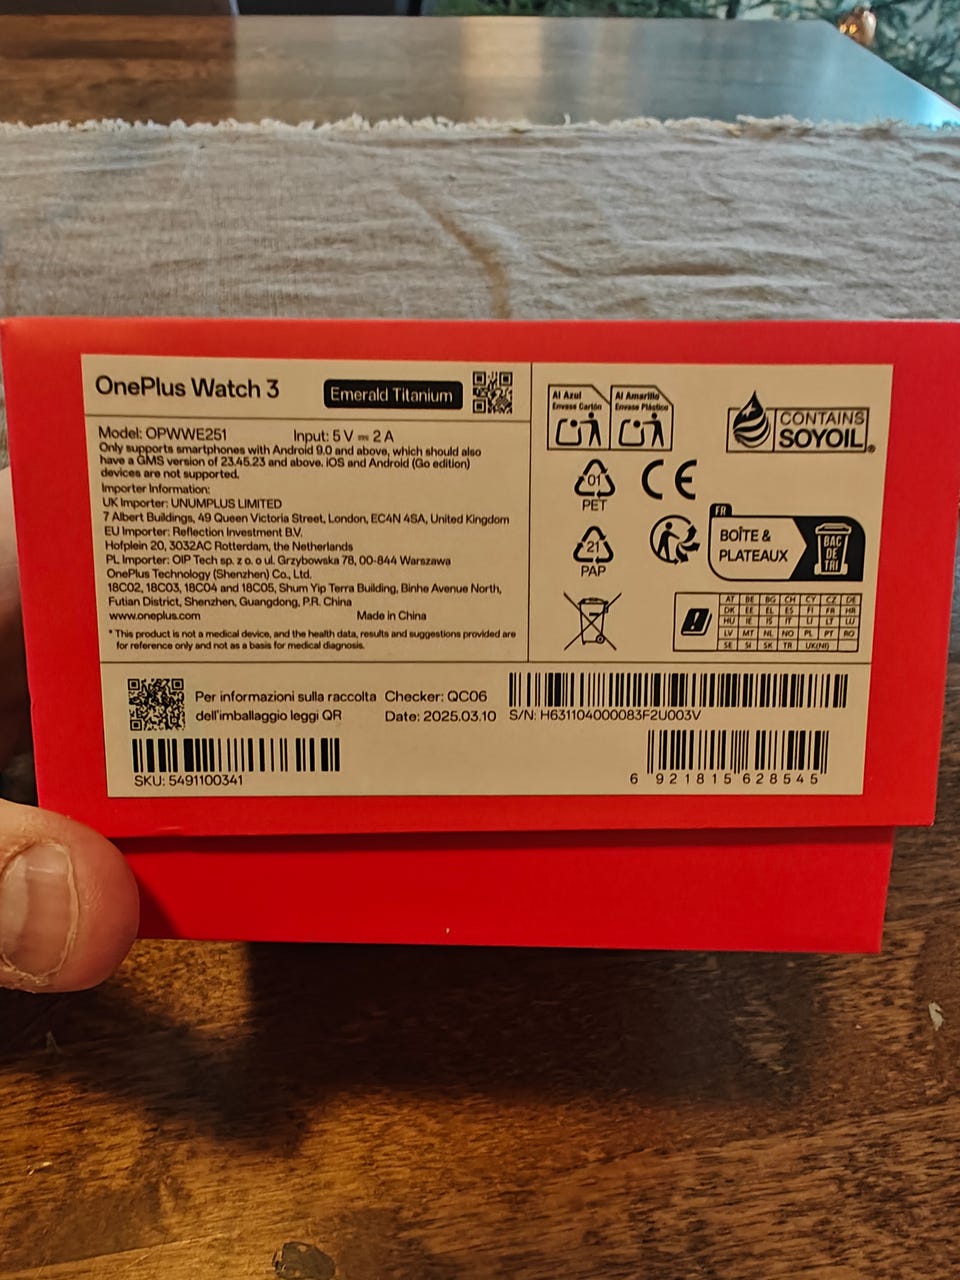 OnePlus Watch 3
Emerald Titanium
Model: OPWWE251 Input: 5 V ⎓ 2 A
Only supports smartphones with Android 9.0 and above, which should also
have a GMS version of 23.45.23 and above. iOS and Android (Go edition)
devices are not supported.
Importer Information:
UK Importer: UNUMPLUS LIMITED
7 Albert Buildings, 49 Queen Victoria Street, London, EC4N 4SA, United Kingdom
EU Importer: Reflection Investment B.V.
Hofplein 20, 3032AC Rotterdam, the Netherlands
PL Importer: OIP Tech sp. z o. o ul. Grzybowska 78, 00-844 Warszawa
OnePlus Technology (Shenzhen) Co., Ltd.
18C02, 18C03, 18C04 and 18C05, Shum Yip Terra Building, Binhe Avenue North,
Futian District, Shenzhen, Guangdong, P.R. China
www.oneplus.com Made in China
* This product is not a medical device, and the health data, results and suggestions provided are
for reference only and not as a basis for medical diagnosis.
Al Azul
Envase Cartón
Al Amarillo
Envase Plástico
CONTAINS
SOYOIL®
01
PET
CE
21
PAP
FR
BOÎTE &
PLATEAUX
BAC
DE
TRI
AT BE BG CH CY CZ DE
DK EE EL ES FI FR HR
HU IE IS IT LI LT LU
LV MT NL NO PL PT RO
SE SI SK TR UK(NI)
Per informazioni sulla raccolta
dell'imballaggio leggi QR
Checker: QC06
Date: 2025.03.10
S/N: H631104000083F2U003V
SKU: 5491100341
6 921815 628545